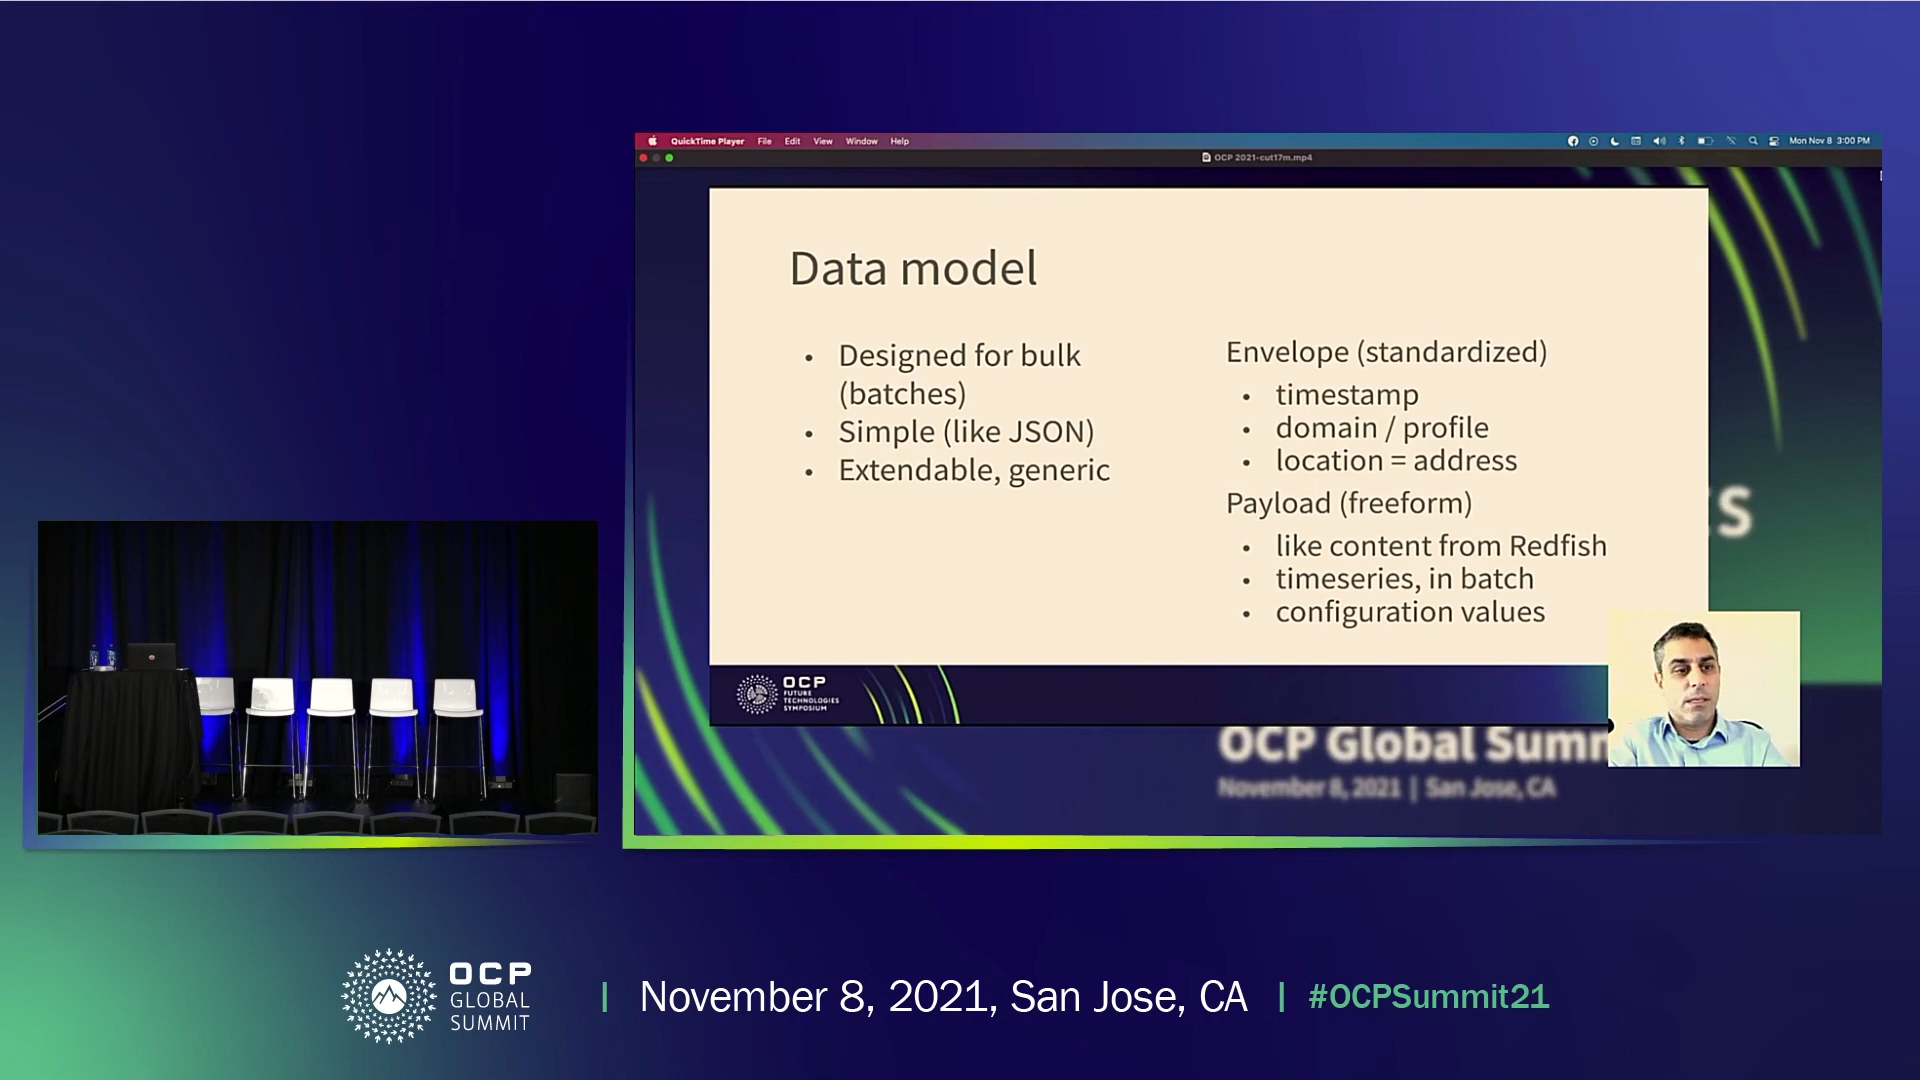 QuickTime Player File Edit View Window Help
Mon Nov 8 3:00 PM
OCP 2021-cut17m.mp4
Data model
• Designed for bulk
(batches)
• Simple (like JSON)
• Extendable, generic
Envelope (standardized)
• timestamp
• domain / profile
• location = address
Payload (freeform)
• like content from Redfish
• timeseries, in batch
• configuration values
OCP
FUTURE
TECHNOLOGIES
SYMPOSIUM
S
OCP Global Summ
November 8, 2021 | San Jose, CA
OCP
GLOBAL
SUMMIT
| November 8, 2021, San Jose, CA | #OCPSummit21